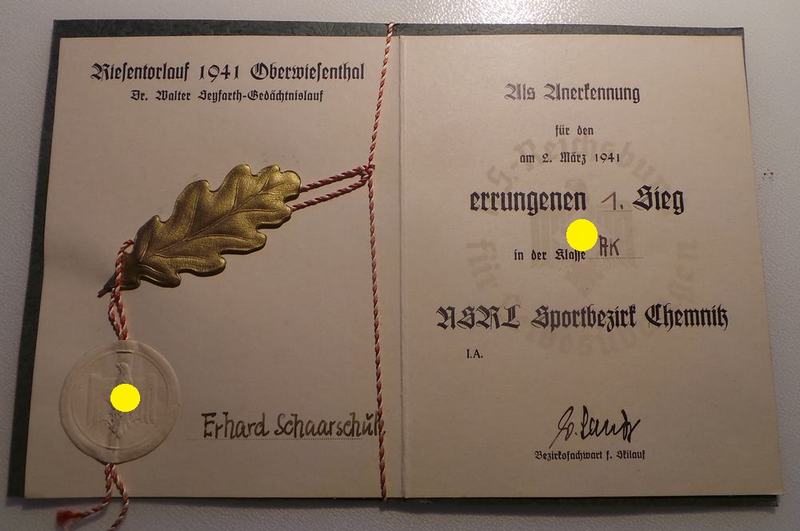 Riesentorlauf 1941 Oberwiesenthal
Dr. Walter Seyfarth-Gedächtnislauf
Erhard Schaarschuh
Als Anerkennung
für den
am 2. März 1941
errungenen 1. Sieg
in der Klasse AK
NSRL Sportbezirk Chemnitz
I.A.
Bezirksfachwart f. Skilauf